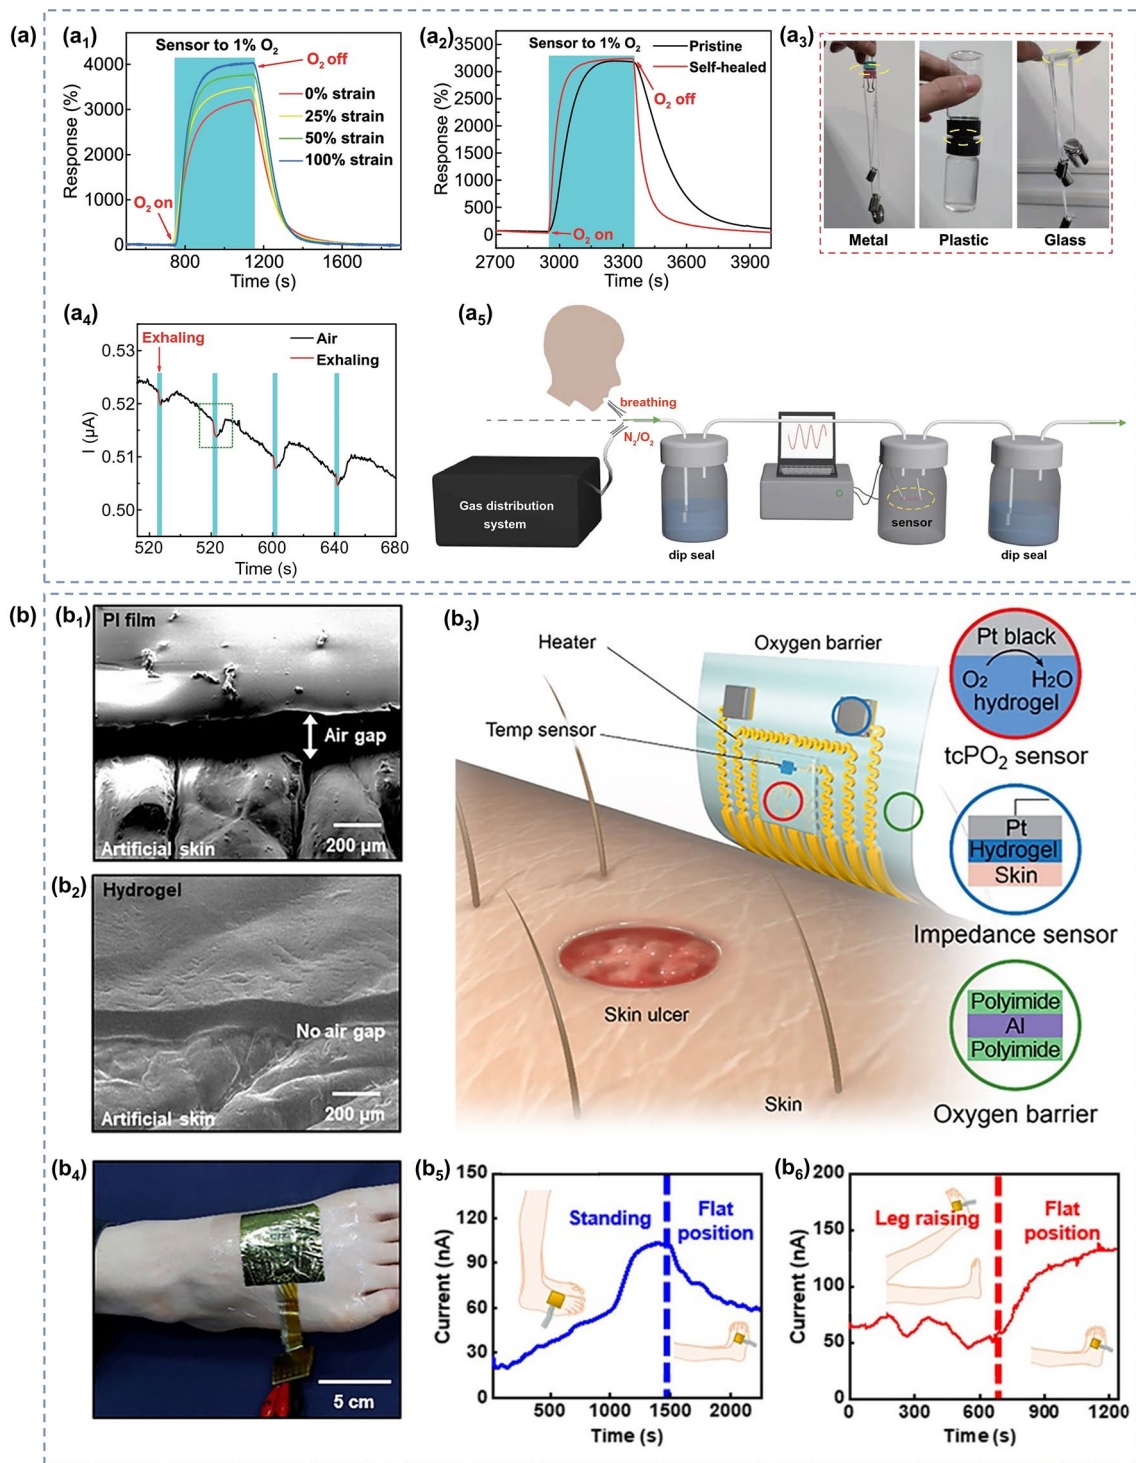 (a)
(a1)
Sensor to 1% O2
O2 off
O2 on
0% strain
25% strain
50% strain
100% strain
Response (%)
4000
3000
2000
1000
0
800 1200 1600
Time (s)
(a2)
Sensor to 1% O2
Pristine
Self-healed
O2 off
O2 on
Response (%)
3500
3000
2500
2000
1500
1000
500
0
2700 3000 3300 3600 3900
Time (s)
(a3)
Metal Plastic Glass
(a4)
Exhaling
Air
Exhaling
I (μA)
0.53
0.52
0.51
0.50
520 520 600 640 680
Time (s)
(a5)
breathing
N2/O2
Gas distribution
system
dip seal
sensor
dip seal
(b)
(b1)
PI film
Air gap
Artificial skin
200 μm
(b2)
Hydrogel
No air gap
Artificial skin
200 μm
(b3)
Heater
Oxygen barrier
Temp sensor
Skin ulcer
Skin
Pt black
O2 H2O
hydrogel
tcPO2 sensor
Pt
Hydrogel
Skin
Impedance sensor
Polyimide
Al
Polyimide
Oxygen barrier
(b4)
5 cm
(b5)
Current (nA)
150
120
90
60
30
0
Standing
Flat
position
500 1000 1500 2000
Time (s)
(b6)
Current (nA)
200
150
100
50
0
Leg raising
Flat
position
0 300 600 900 1200
Time (s)